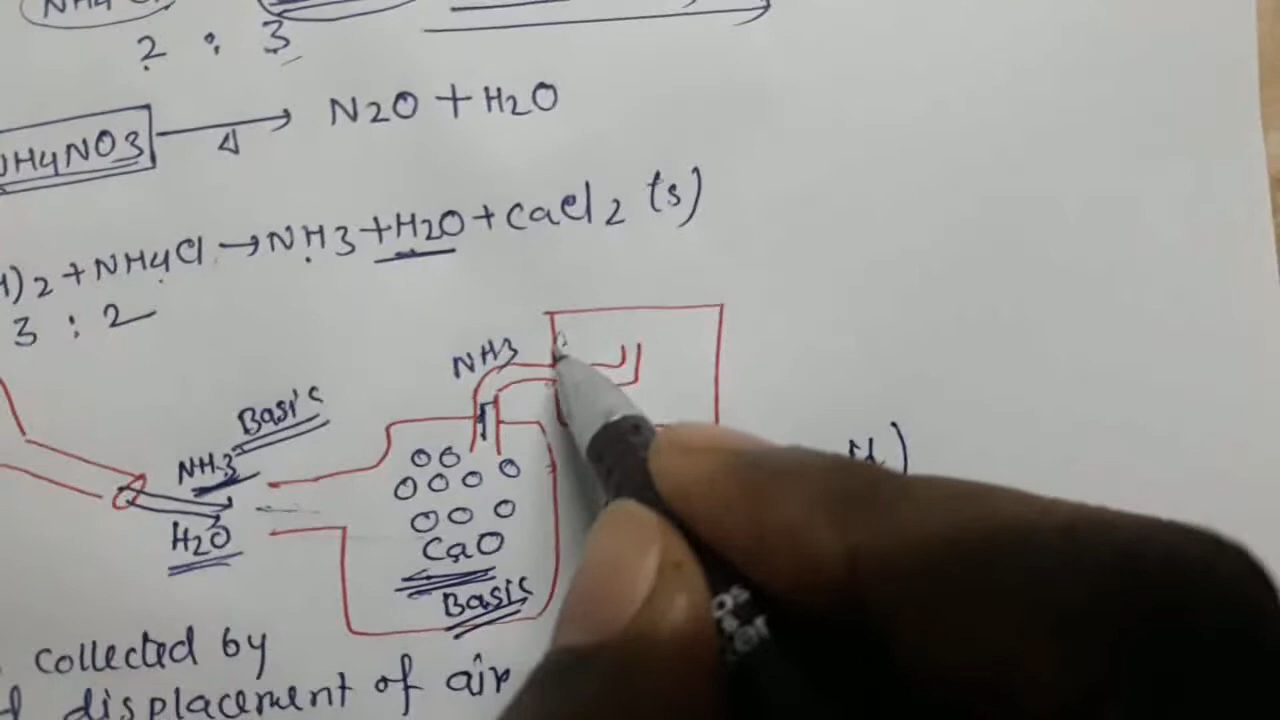 NH4
2 : 3
NH4NO3 → N2O + H2O
Δ
)2 + NH4Cl → NH3 + H2O + CaCl2 (s)
3 : 2
NH3
Basic
NH3
H2O
CaO
Basic
collected by
displacement of air